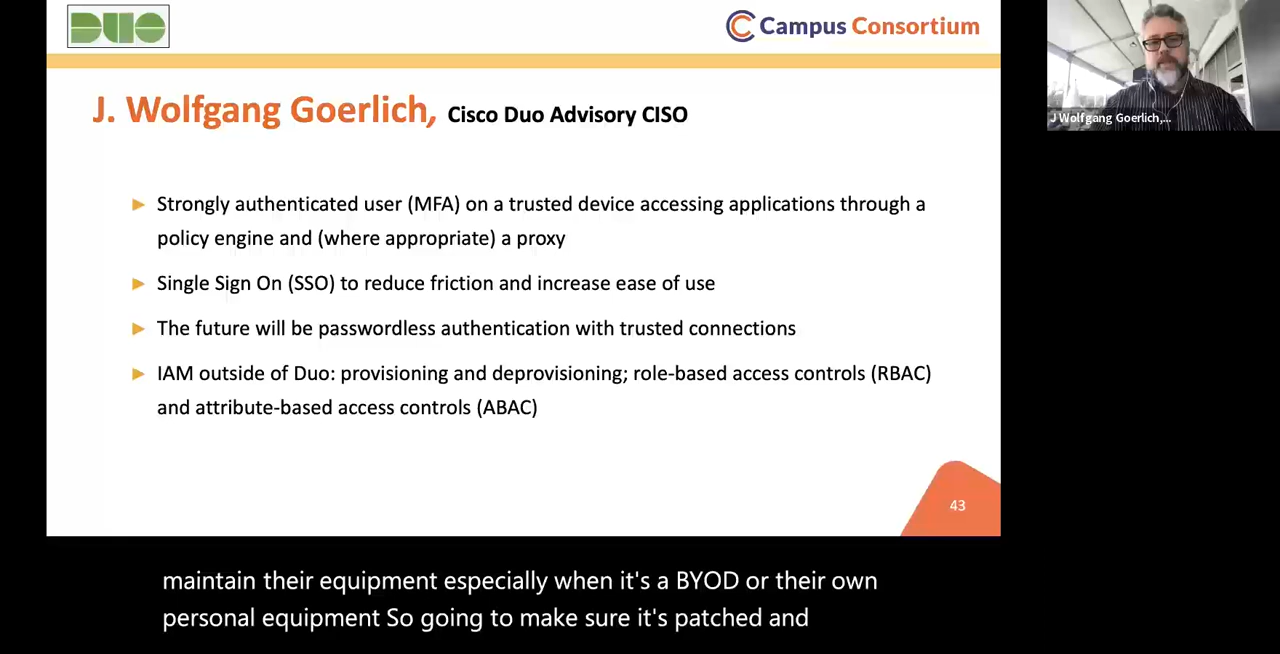 DUO
Campus Consortium
J. Wolfgang Goerlich, Cisco Duo Advisory CISO
J Wolfgang Goerlich,...
► Strongly authenticated user (MFA) on a trusted device accessing applications through a
policy engine and (where appropriate) a proxy
► Single Sign On (SSO) to reduce friction and increase ease of use
► The future will be passwordless authentication with trusted connections
► IAM outside of Duo: provisioning and deprovisioning; role-based access controls (RBAC)
and attribute-based access controls (ABAC)
43
maintain their equipment especially when it's a BYOD or their own
personal equipment So going to make sure it's patched and